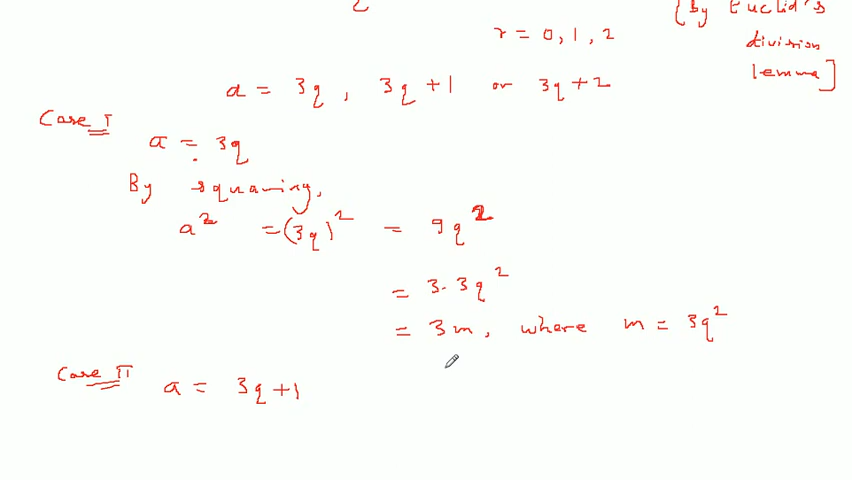 [By Euclid's
r = 0, 1, 2
division
lemma]
a = 3q, 3q+1 or 3q+2
Case I
a = 3q
By squaring,
a² = (3q)² = 9q²
= 3·3q²
= 3m, where m = 3q²
Case II a = 3q+1